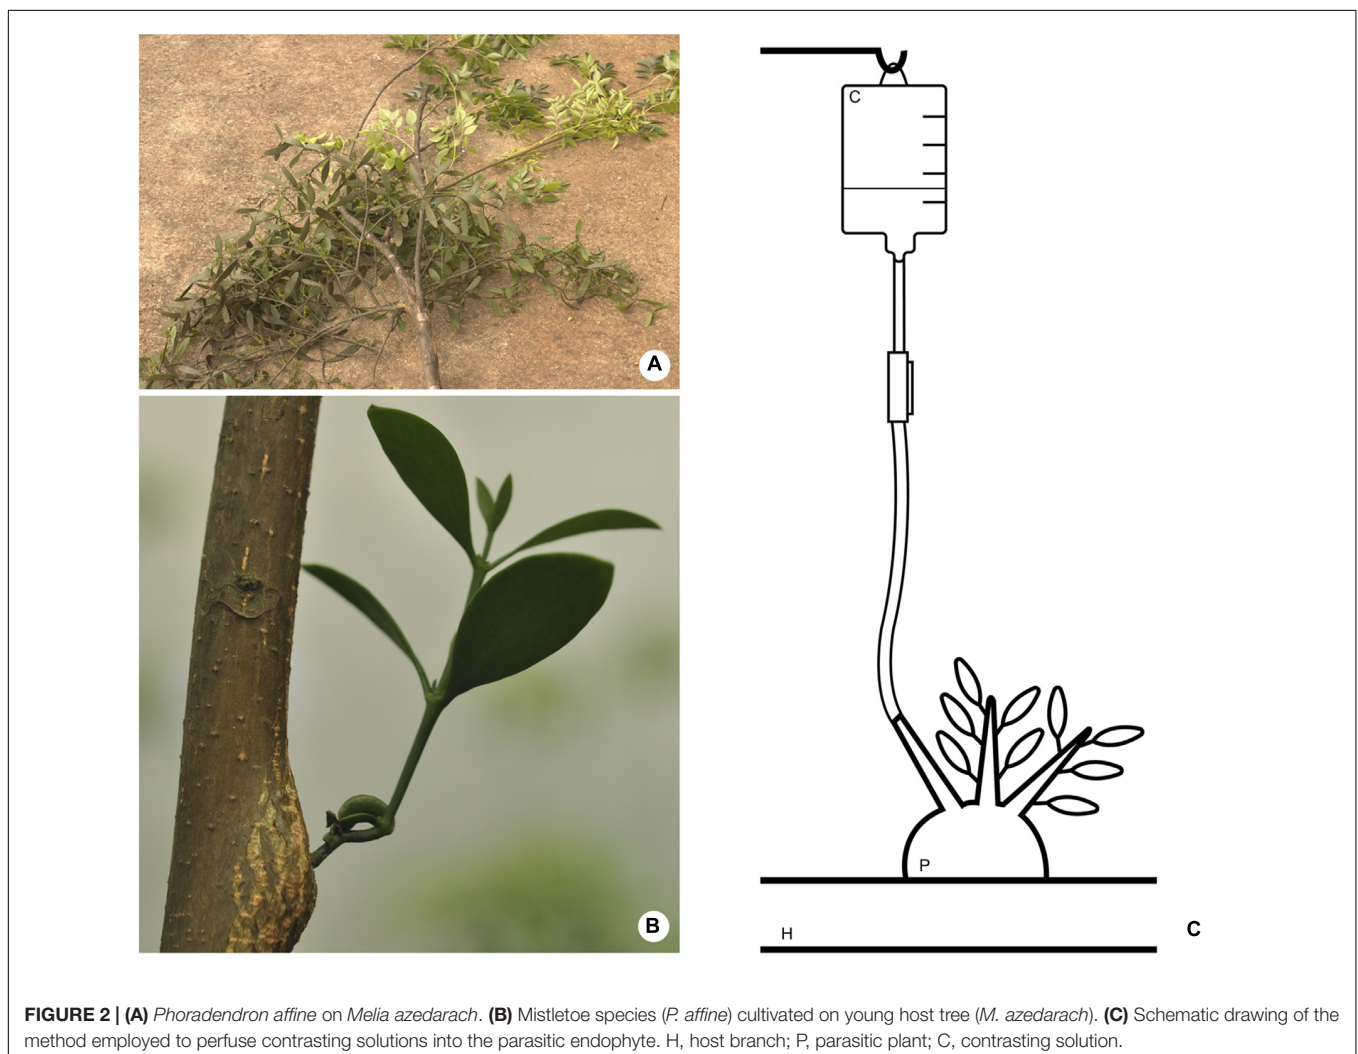 C
A
B
P
H
C
FIGURE 2 | (A) Phoradendron affine on Melia azedarach. (B) Mistletoe species (P. affine) cultivated on young host tree (M. azedarach). (C) Schematic drawing of the
method employed to perfuse contrasting solutions into the parasitic endophyte. H, host branch; P, parasitic plant; C, contrasting solution.